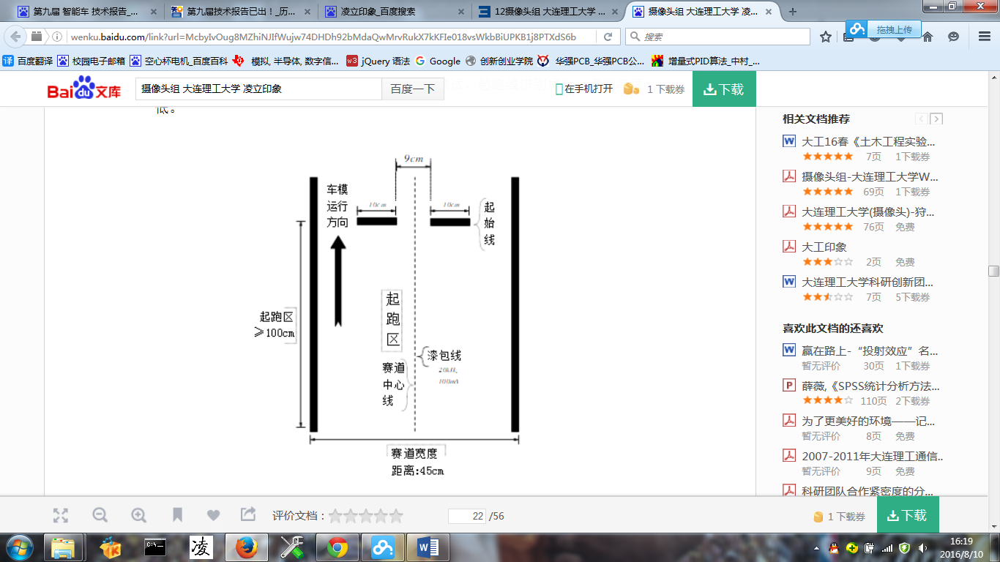 第九届 智能车 技术报告_...
第九届技术报告已出！_历...
凌立印象_百度搜索
12摄像头组 大连理工大学 ...
摄像头组 大连理工大学 凌...
wenku.baidu.com/link?url=McbyIvOug8MZhiNJIfWujw74DHDh92bMdaQwMrvRukX7kKFIe018vsWkbBiUPKB1j8PTXdS6b
搜索
拖拽上传
译 百度翻译
校园电子邮箱
空心杯电机_百度百科
模拟, 半导体, 数字信...
w3 jQuery 语法
Google
创新创业学院
华强PCB_华强PCB公...
增量式PID算法_中村_...
Bai du 文库
摄像头组 大连理工大学 凌立印象
百度一下
在手机打开
1 下载券
下载
低。
9cm
车模
运行
方向
10cm
10cm
起
始
线
起跑区
≥100cm
起
跑
区
漆包线
20kHz
100mA
赛道
中心
线
赛道宽度
距离:45cm
相关文档推荐
大工16春《土木工程实验...
7页 1下载券
摄像头组-大连理工大学W...
69页 1下载券
大连理工大学(摄像头)-狩...
76页 免费
大工印象
2页 免费
大连理工大学科研创新团...
7页 5下载券
喜欢此文档的还喜欢
赢在路上-“投射效应”名...
暂无评价 30页 1下载券
薛薇,《SPSS统计分析方法...
110页 2下载券
为了更美好的环境——记...
暂无评价 8页 免费
2007-2011年大连理工通信...
暂无评价 9页 免费
科研团队合作紧密度的分...
评价文档：
22 /56
1 下载券
下载
凌
16:19
2016/8/10